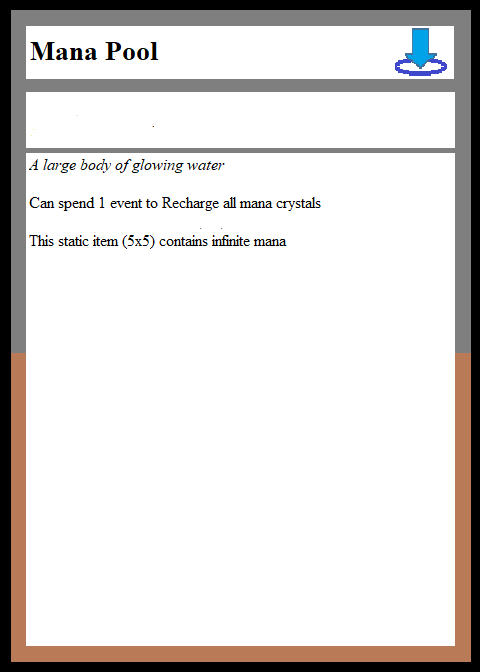 Mana Pool
A large body of glowing water
Can spend 1 event to Recharge all mana crystals
This static item (5x5) contains infinite mana